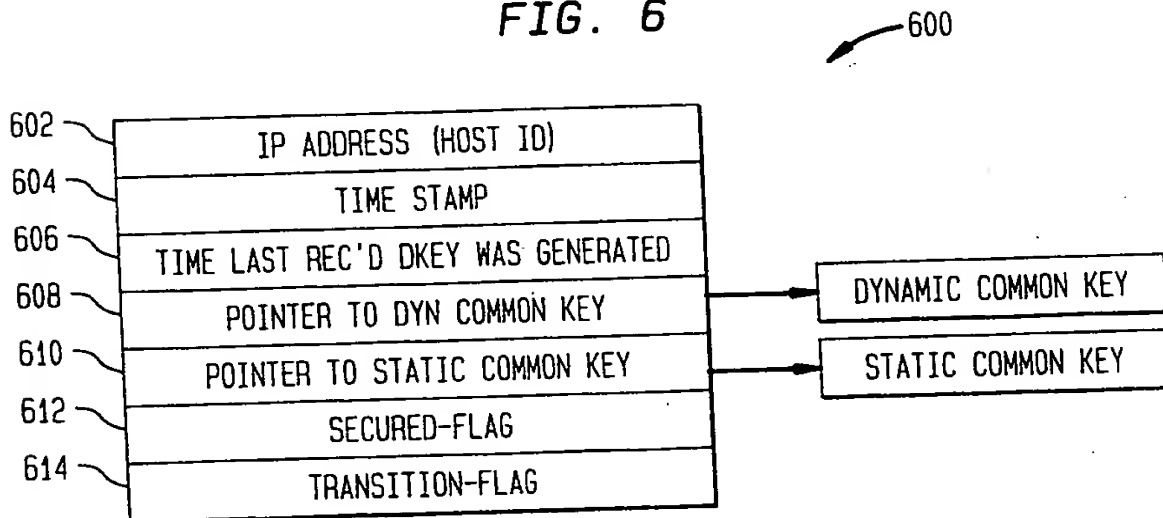 FIG. 6
600
602
IP ADDRESS (HOST ID)
604
TIME STAMP
606
TIME LAST REC'D DKEY WAS GENERATED
608
POINTER TO DYN COMMON KEY
DYNAMIC COMMON KEY
610
POINTER TO STATIC COMMON KEY
STATIC COMMON KEY
612
SECURED-FLAG
614
TRANSITION-FLAG